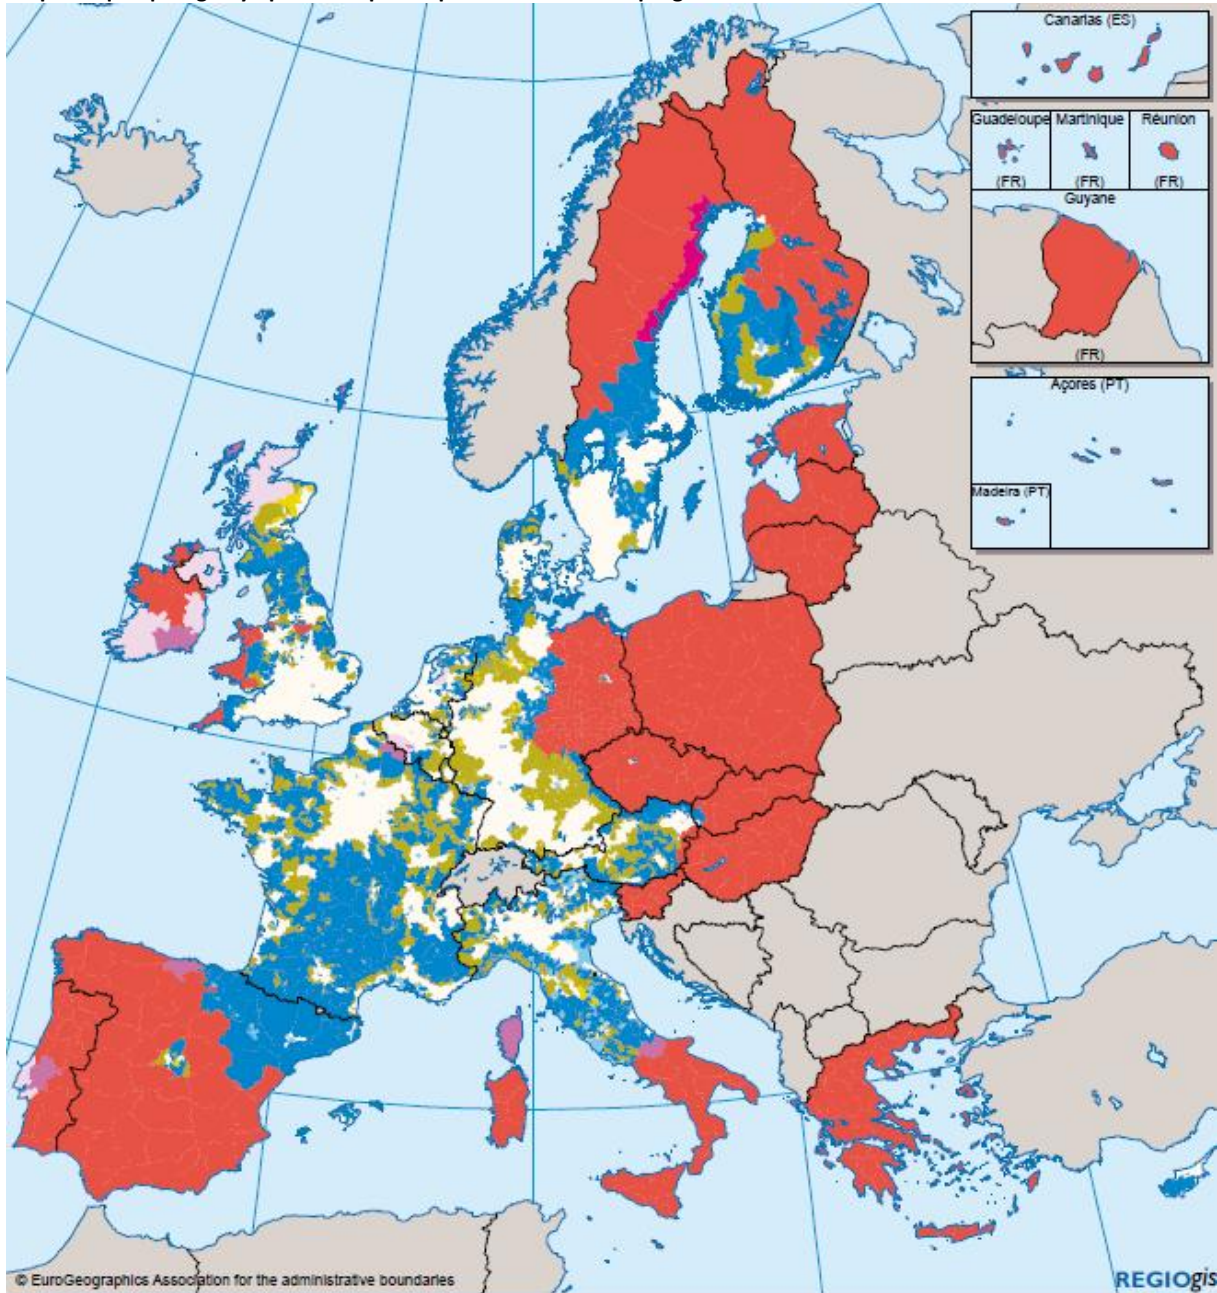 Canarias (ES)
Guadeloupe
Martinique
Réunion
(FR)
(FR)
(FR)
Guyane
(FR)
Açores (PT)
Madeira (PT)
© EuroGeographics Association for the administrative boundaries
REGIOgis